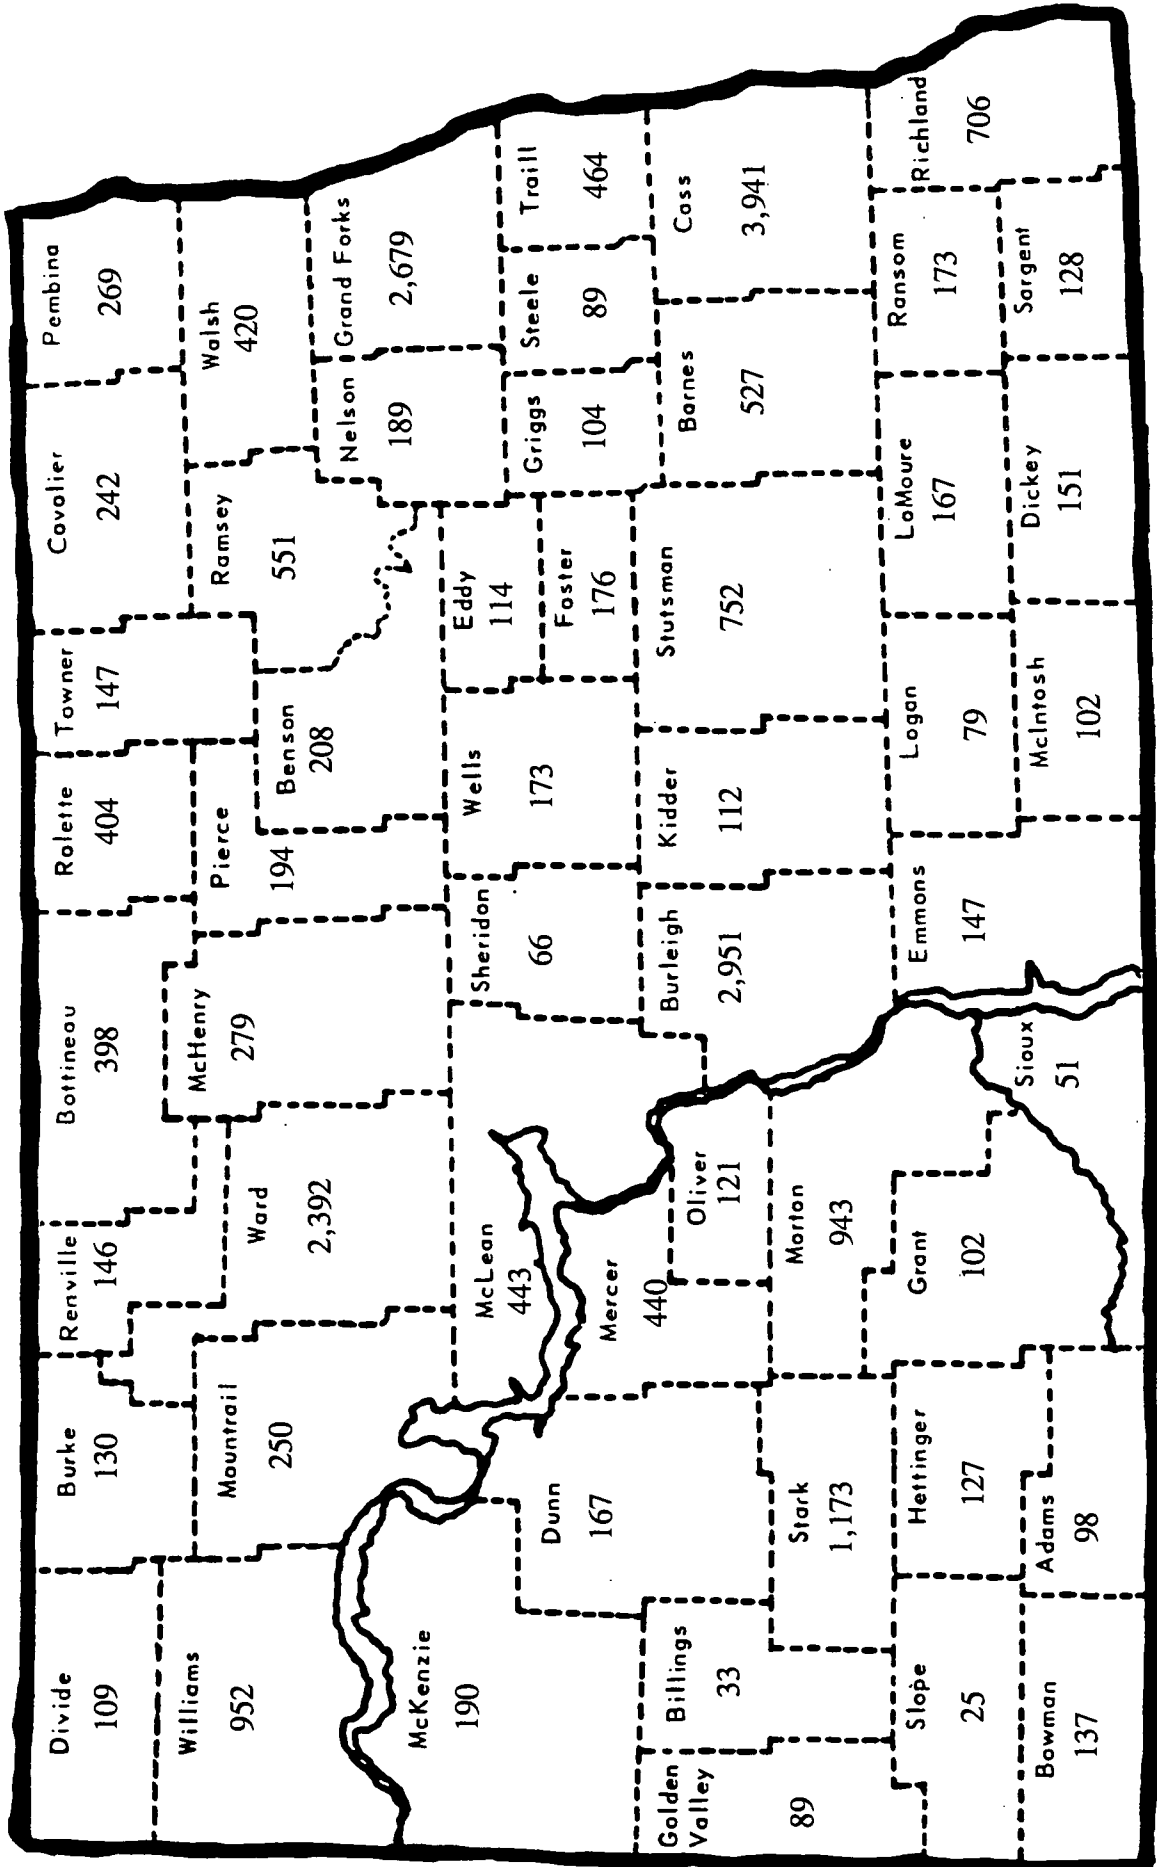 Divide
109
Burke
130
Renville
146
Bottineau
398
Rolette
404
Towner
147
Cavalier
242
Pembina
269
Williams
952
Mountrail
250
Ward
2,392
McHenry
279
Pierce
194
Benson
208
Ramsey
551
Walsh
420
Nelson
189
Grand Forks
2,679
McKenzie
190
McLean
443
Sheridan
66
Wells
173
Eddy
114
Foster
176
Griggs
104
Steele
89
Traill
464
Dunn
167
Mercer
440
Oliver
121
Golden
Valley
89
Billings
33
Stark
1,173
Morton
943
Burleigh
2,951
Kidder
112
Stutsman
752
Barnes
527
Cass
3,941
Slope
25
Hettinger
127
Grant
102
Emmons
147
Logan
79
LaMoure
167
Ransom
173
Richland
706
Bowman
137
Adams
98
Sioux
51
McIntosh
102
Dickey
151
Sargent
128